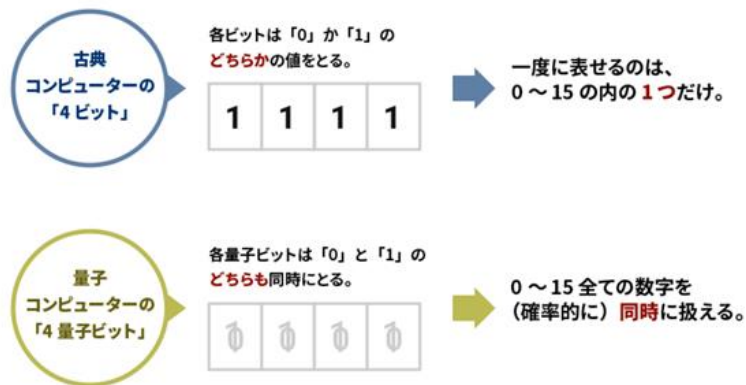 古典
コンピューターの
「4 ビット」
各ビットは「0」か「1」の
どちらかの値をとる。
1 1 1 1
一度に表せるのは、
0 〜 15 の内の 1 つだけ。
量子
コンピューターの
「4 量子ビット」
各量子ビットは「0」と「1」の
どちらも同時にとる。
0 〜 15 全ての数字を
（確率的に）同時に扱える。